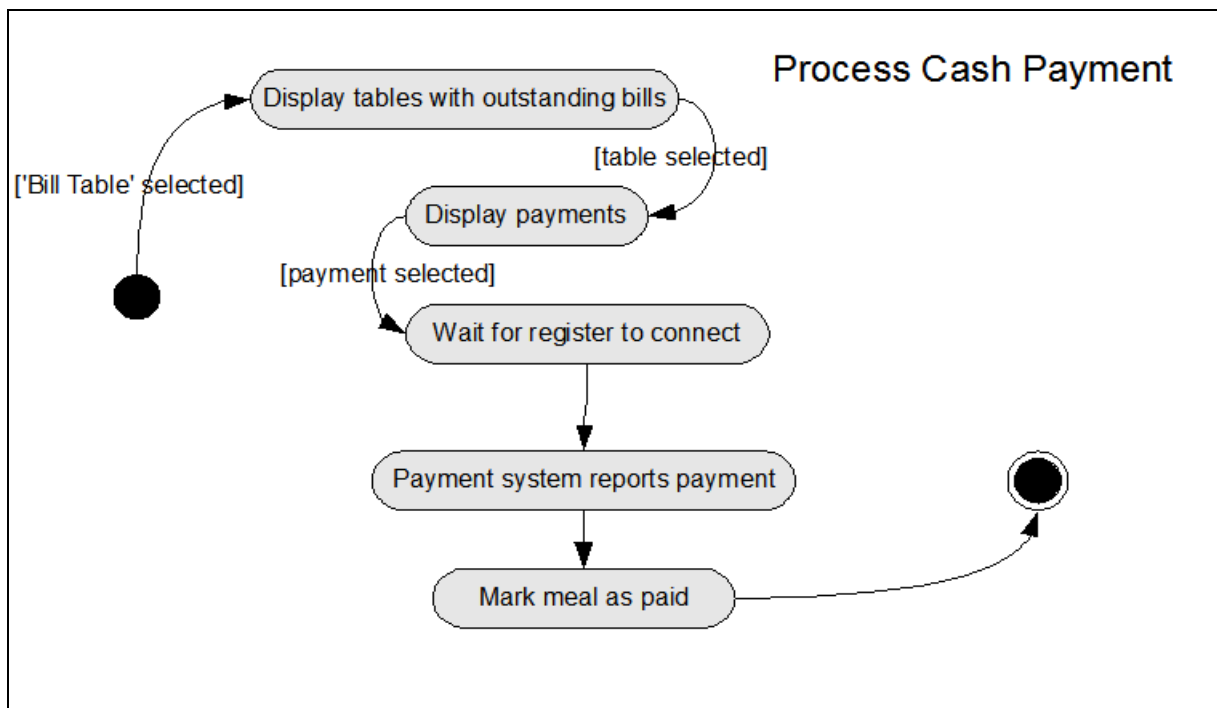 Process Cash Payment
Display tables with outstanding bills
[table selected]
['Bill Table' selected]
Display payments
[payment selected]
Wait for register to connect
Payment system reports payment
Mark meal as paid